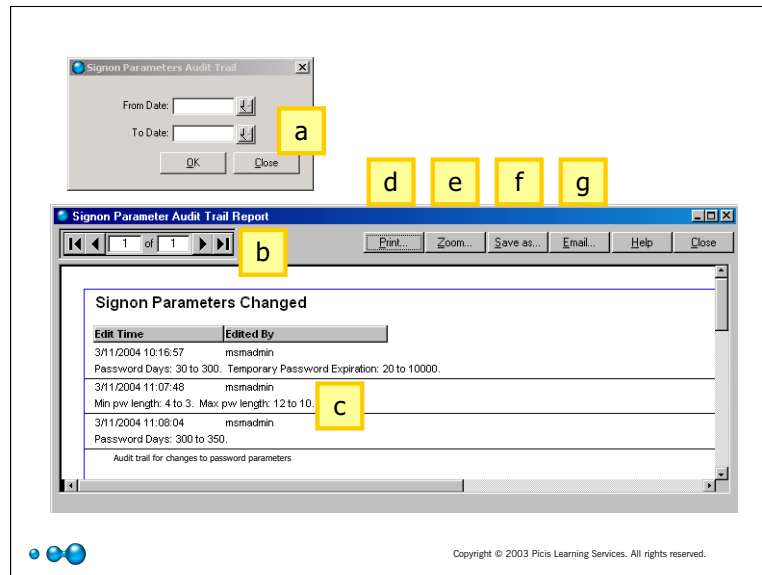 Signon Parameters Audit Trail
From Date:
To Date:
a
OK Close
d e f g
Signon Parameter Audit Trail Report
1 of 1 b Print... Zoom... Save as... Email... Help Close
Signon Parameters Changed
Edit Time Edited By
3/11/2004 10:16:57 msmadmin
Password Days: 30 to 300. Temporary Password Expiration: 20 to 10000.
3/11/2004 11:07:48 msmadmin
Min pw length: 4 to 3. Max pw length: 12 to 10. c
3/11/2004 11:08:04 msmadmin
Password Days: 300 to 350.
Audit trail for changes to password parameters
Copyright © 2003 Picis Learning Services. All rights reserved.